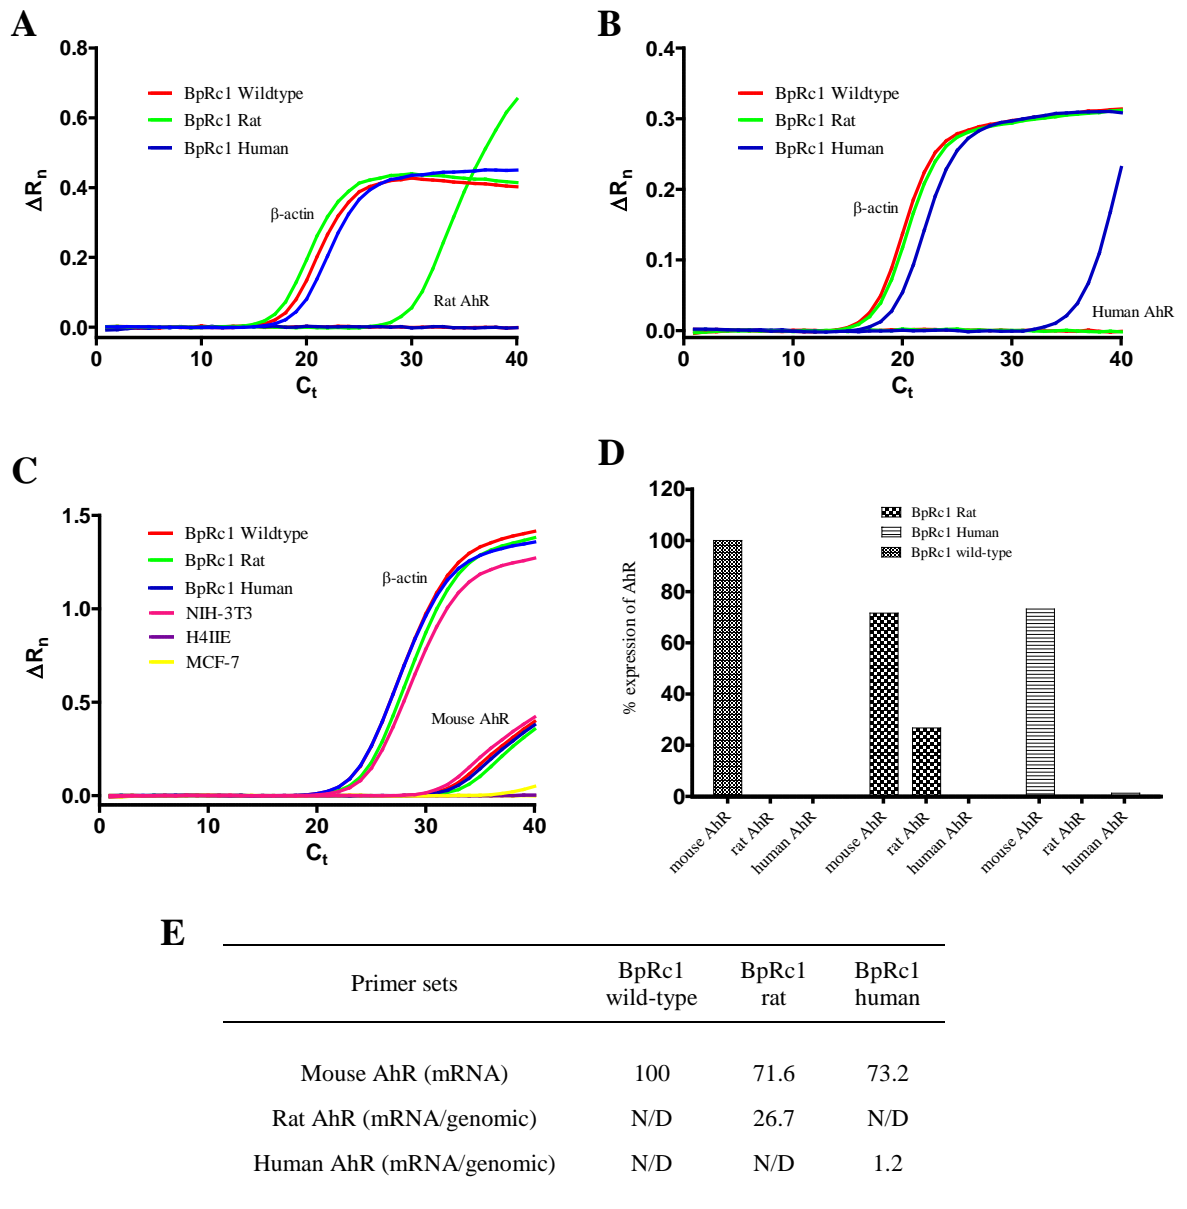 A
0.8
0.6
0.4
0.2
0.0
ΔRn
BpRc1 Wildtype
BpRc1 Rat
BpRc1 Human
β-actin
Rat AhR
0 10 20 30 40
Ct
B
0.4
0.3
0.2
0.1
0.0
ΔRn
BpRc1 Wildtype
BpRc1 Rat
BpRc1 Human
β-actin
Human AhR
0 10 20 30 40
Ct
C
1.5
1.0
0.5
0.0
ΔRn
BpRc1 Wildtype
BpRc1 Rat
BpRc1 Human
NIH-3T3
H4IIE
MCF-7
β-actin
Mouse AhR
0 10 20 30 40
Ct
D
120
100
80
60
40
20
0
% expression of AhR
BpRc1 Rat
BpRc1 Human
BpRc1 wild-type
mouse AhR
rat AhR
human AhR
mouse AhR
rat AhR
human AhR
mouse AhR
rat AhR
human AhR
E
Primer sets
BpRc1
wild-type
BpRc1
rat
BpRc1
human
Mouse AhR (mRNA) 100 71.6 73.2
Rat AhR (mRNA/genomic) N/D 26.7 N/D
Human AhR (mRNA/genomic) N/D N/D 1.2